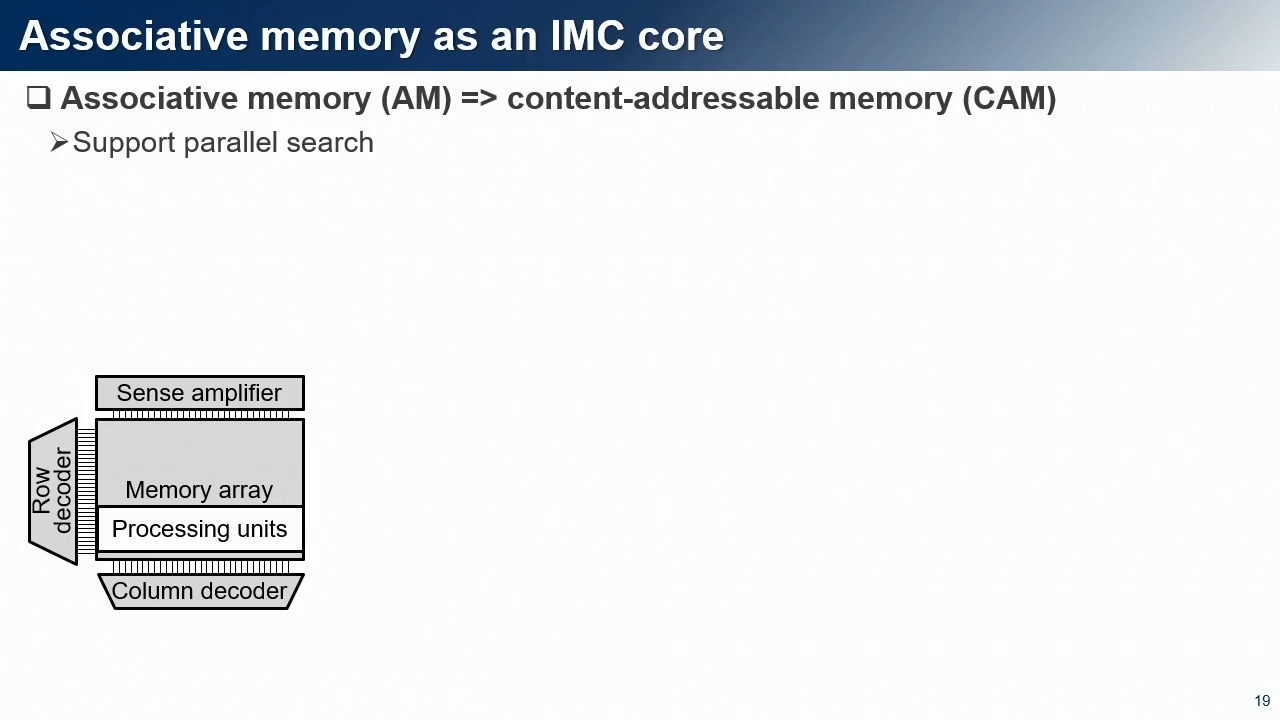 Associative memory as an IMC core
Associative memory (AM) => content-addressable memory (CAM)
Support parallel search
Sense amplifier
Row
decoder
Memory array
Processing units
Column decoder
19